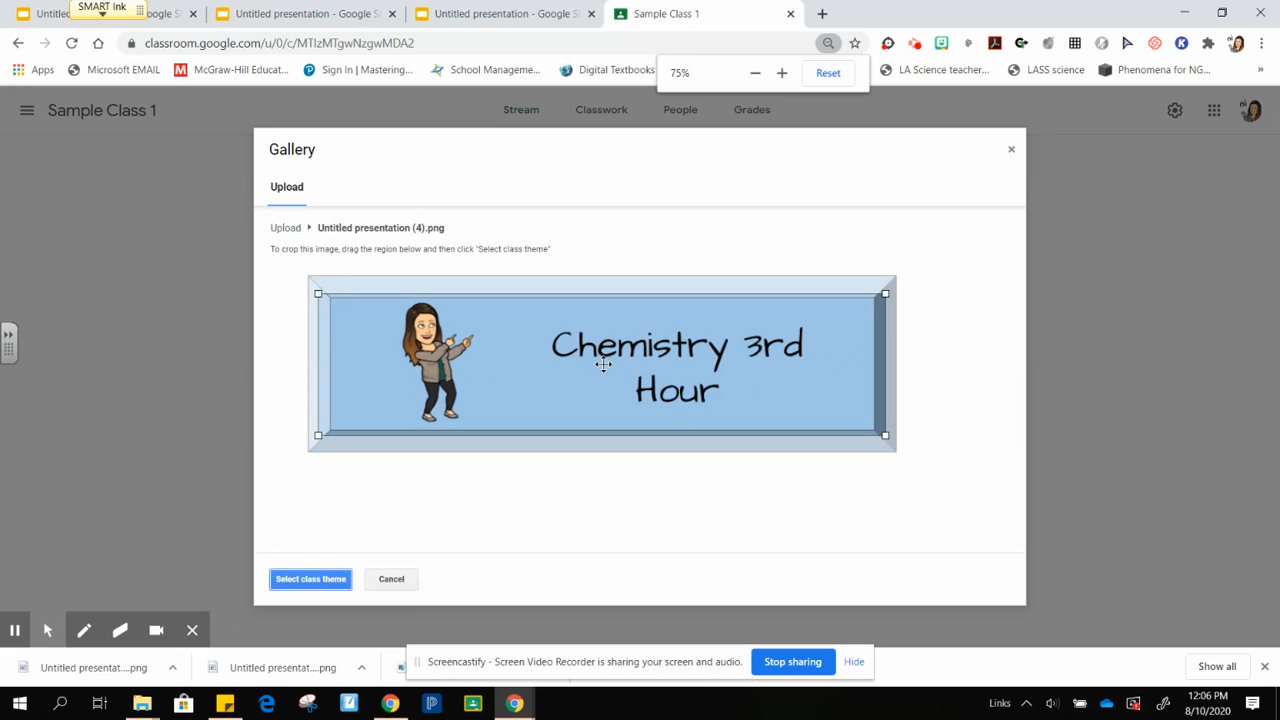 SMART Ink
Untitled presentation - Google S
Untitled presentation - Google Sl
Sample Class 1
classroom.google.com/u/0/c/MTIzMTgwNzgwMDA2
Apps
Microsoft EMAIL
McGraw-Hill Educat...
Sign In | Mastering...
School Manageme...
Digital Textbooks
LA Science teacher...
LASS science
Phenomena for NG...
75%
Reset
Sample Class 1
Stream
Classwork
People
Grades
Gallery
Upload
Upload
Untitled presentation (4).png
To crop this image, drag the region below and then click "Select class theme"
Chemistry 3rd
Hour
Select class theme
Cancel
Untitled presentat....png
Untitled presentat....png
Screencastify - Screen Video Recorder is sharing your screen and audio.
Stop sharing
Hide
Show all
Links
12:06 PM
8/10/2020